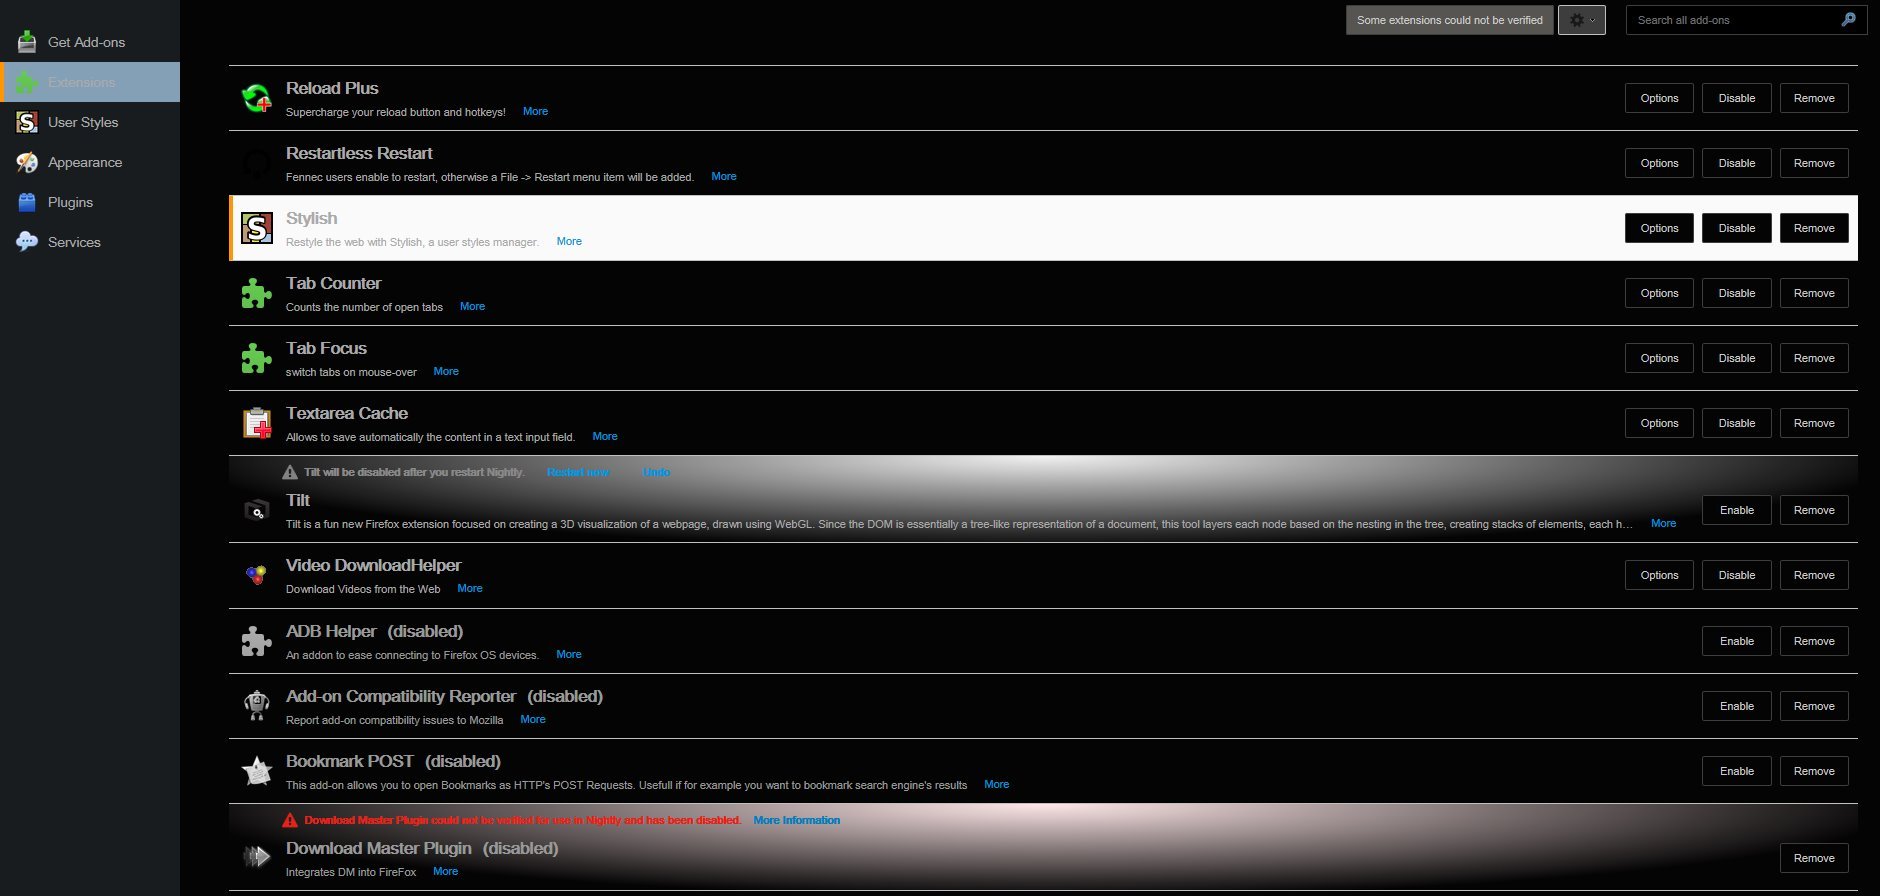 Some extensions could not be verified
Search all add-ons
Get Add-ons
Extensions
User Styles
Appearance
Plugins
Services
Reload Plus
Supercharge your reload button and hotkeys! More
Options Disable Remove
Restartless Restart
Fennec users enable to restart, otherwise a File -> Restart menu item will be added. More
Options Disable Remove
S
Stylish
Restyle the web with Stylish, a user styles manager. More
Options Disable Remove
Tab Counter
Counts the number of open tabs More
Options Disable Remove
Tab Focus
switch tabs on mouse-over More
Options Disable Remove
Textarea Cache
Allows to save automatically the content in a text input field. More
Options Disable Remove
Tilt will be disabled after you restart Nightly. Restart now Undo
Tilt
Tilt is a fun new Firefox extension focused on creating a 3D visualization of a webpage, drawn using WebGL. Since the DOM is essentially a tree-like representation of a document, this tool layers each node based on the nesting in the tree, creating stacks of elements, each h... More
Enable Remove
Video DownloadHelper
Download Videos from the Web More
Options Disable Remove
ADB Helper (disabled)
An addon to ease connecting to Firefox OS devices. More
Enable Remove
Add-on Compatibility Reporter (disabled)
Report add-on compatibility issues to Mozilla More
Enable Remove
Bookmark POST (disabled)
This add-on allows you to open Bookmarks as HTTP's POST Requests. Usefull if for example you want to bookmark search engine's results More
Enable Remove
Download Master Plugin could not be verified for use in Nightly and has been disabled. More Information
Download Master Plugin (disabled)
Integrates DM into FireFox More
Remove